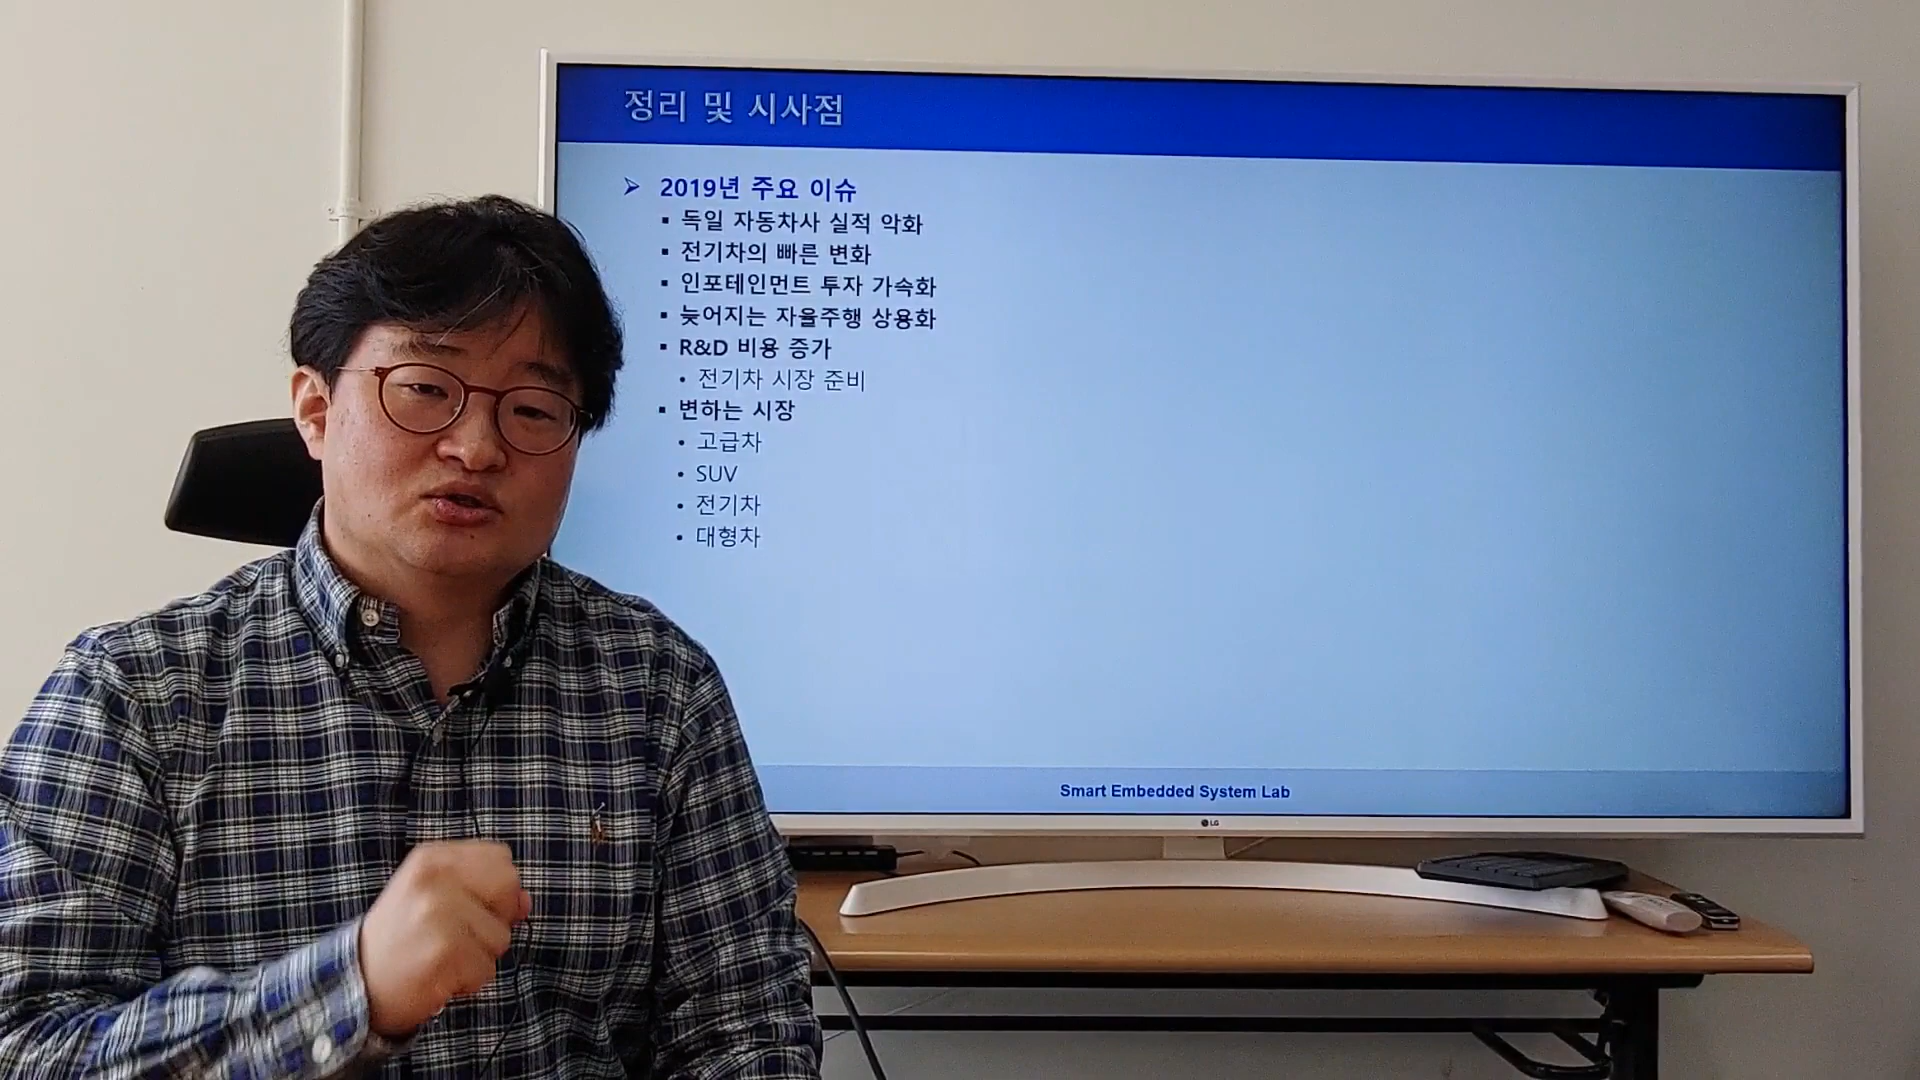 정리 및 시사점
➢ 2019년 주요 이슈
▪ 독일 자동차사 실적 악화
▪ 전기차의 빠른 변화
▪ 인포테인먼트 투자 가속화
▪ 늦어지는 자율주행 상용화
▪ R&D 비용 증가
• 전기차 시장 준비
▪ 변하는 시장
• 고급차
• SUV
• 전기차
• 대형차
Smart Embedded System Lab
LG